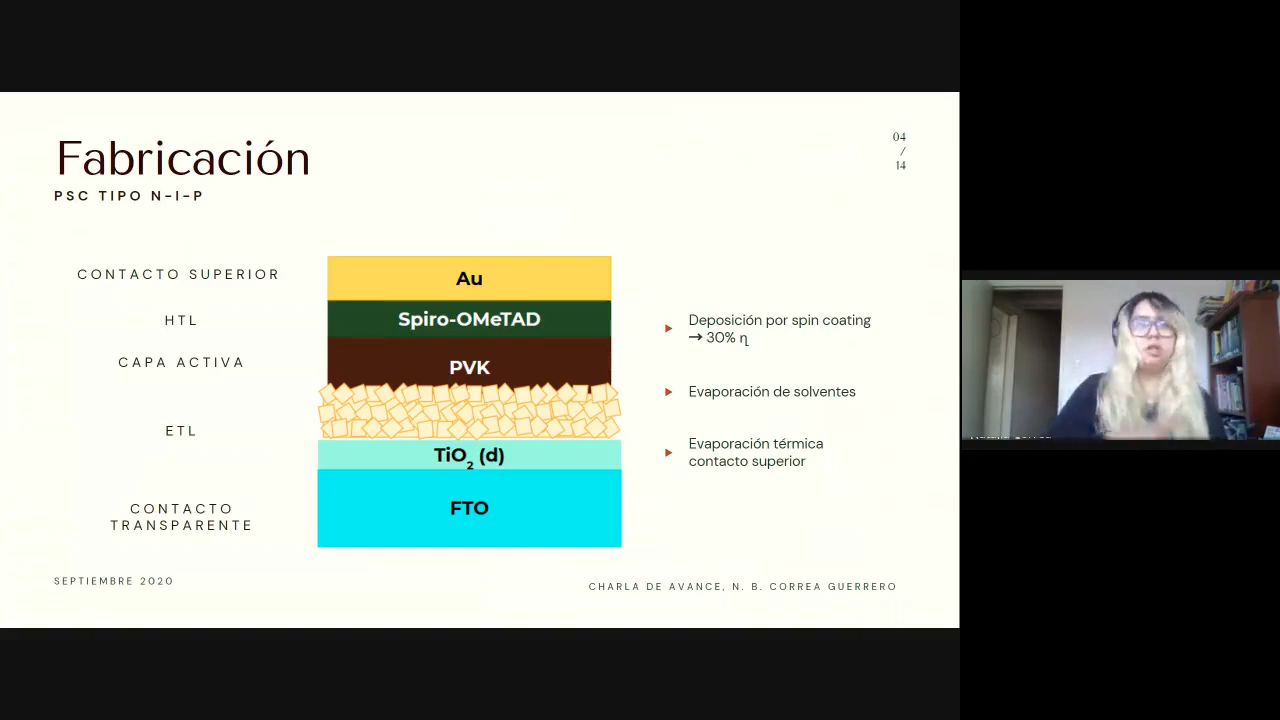 Fabricación
PSC TIPO N-I-P
04
/
14
CONTACTO SUPERIOR
HTL
CAPA ACTIVA
ETL
CONTACTO
TRANSPARENTE
Au
Spiro-OMeTAD
PVK
TiO₂ (d)
FTO
Deposición por spin coating
→ 30% η
Evaporación de solventes
Evaporación térmica
contacto superior
SEPTIEMBRE 2020
CHARLA DE AVANCE, N. B. CORREA GUERRERO